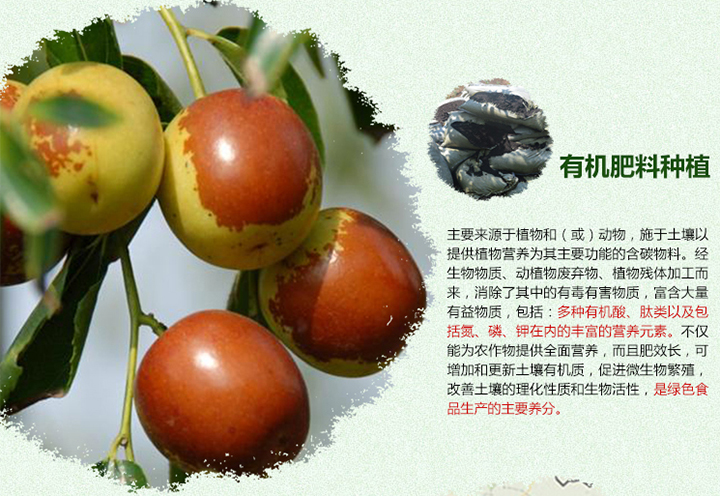 有机肥料种植
主要来源于植物和（或）动物，施于土壤以
提供植物营养为其主要功能的含碳物料。经
生物物质、动植物废弃物、植物残体加工而
来，消除了其中的有毒有害物质，富含大量
有益物质，包括：多种有机酸、肽类以及包
括氮、磷、钾在内的丰富的营养元素。不仅
能为农作物提供全面营养，而且肥效长，可
增加和更新土壤有机质，促进微生物繁殖，
改善土壤的理化性质和生物活性，是绿色食
品生产的主要养分。